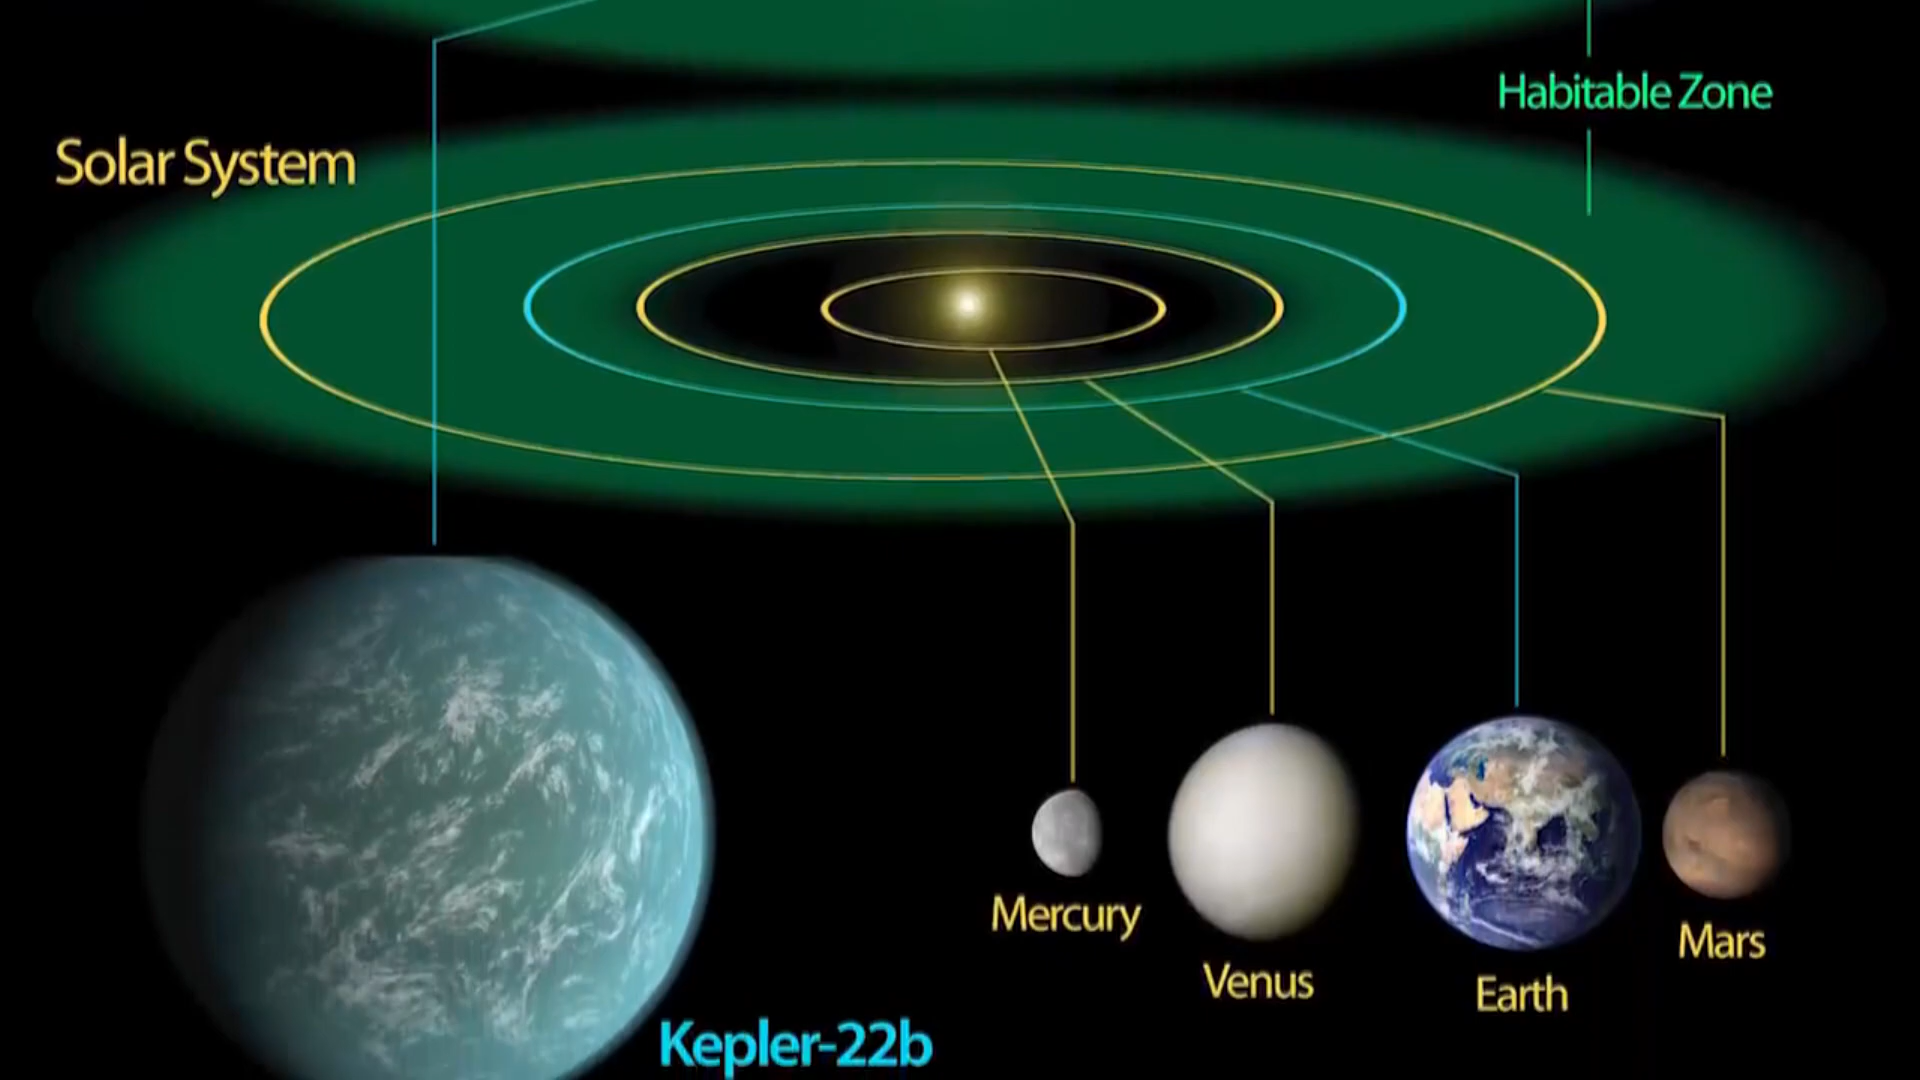 Habitable Zone
Solar System
Mercury
Venus
Earth
Mars
Kepler-22b